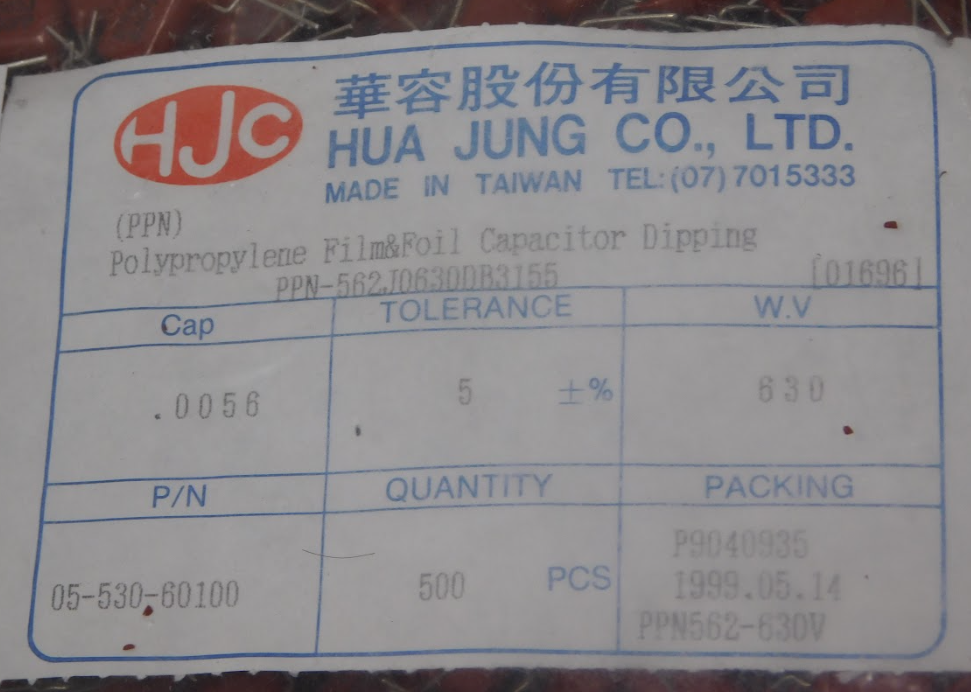 HJC
華容股份有限公司
HUA JUNG CO., LTD.
MADE IN TAIWAN TEL:(07)7015333
(PPN)
Polypropylene Film&Foil Capacitor Dipping
PPN-562J0630DB3155 [01696]
Cap TOLERANCE W.V
.0056 5 ±% 630
P/N QUANTITY PACKING
P9040935
05-530-60100 500 PCS 1999.05.14
PPN562-630V